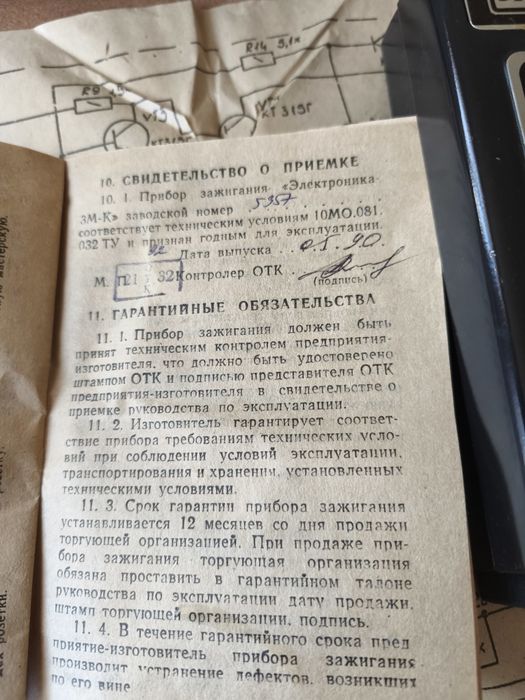 R14 5,1к
R9
VT3
КТ315Г
КТ315Г
10. СВИДЕТЕЛЬСТВО О ПРИЕМКЕ
10. 1. Прибор зажигания «Электроника-
3М-К» заводской номер 5957 . . . . . .
соответствует техническим условиям 10МО.081.
032 ТУ и признан годным для эксплуатации.
Дата выпуска . . 05.90.
М. П. Контролер ОТК .
(подпись)
11. ГАРАНТИЙНЫЕ ОБЯЗАТЕЛЬСТВА
11. 1. Прибор зажигания должен быть
принят техническим контролем предприятия-
изготовителя, что должно быть удостоверено
штампом ОТК и подписью представителя ОТК
предприятия-изготовителя в свидетельстве о
приемке руководства по эксплуатации.
11. 2. Изготовитель гарантирует соответ-
ствие прибора требованиям технических усло-
вий при соблюдении условий эксплуатации,
транспортирования и хранения, установленных
техническими условиями.
11. 3. Срок гарантии прибора зажигания
устанавливается 12 месяцев со дня продажи
торгующей организацией. При продаже при-
бора зажигания торгующая организация
обязана проставить в гарантийном талоне
руководства по эксплуатации дату продажи,
штамп торгующей организации, подпись.
11. 4. В течение гарантийного срока пред
приятие-изготовитель прибора зажигания
производит устранение дефектов, возникших
по его вине